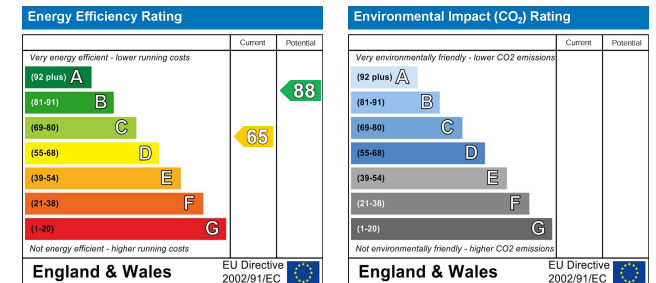 Energy Efficiency Rating
Current Potential
Very energy efficient - lower running costs
(92 plus) A
(81-91) B
(69-80) C
(55-68) D
(39-54) E
(21-38) F
(1-20) G
88
65
Not energy efficient - higher running costs
England & Wales
EU Directive
2002/91/EC
Environmental Impact (CO₂) Rating
Current Potential
Very environmentally friendly - lower CO2 emissions
(92 plus) A
(81-91) B
(69-80) C
(55-68) D
(39-54) E
(21-38) F
(1-20) G
Not environmentally friendly - higher CO2 emissions
England & Wales
EU Directive
2002/91/EC